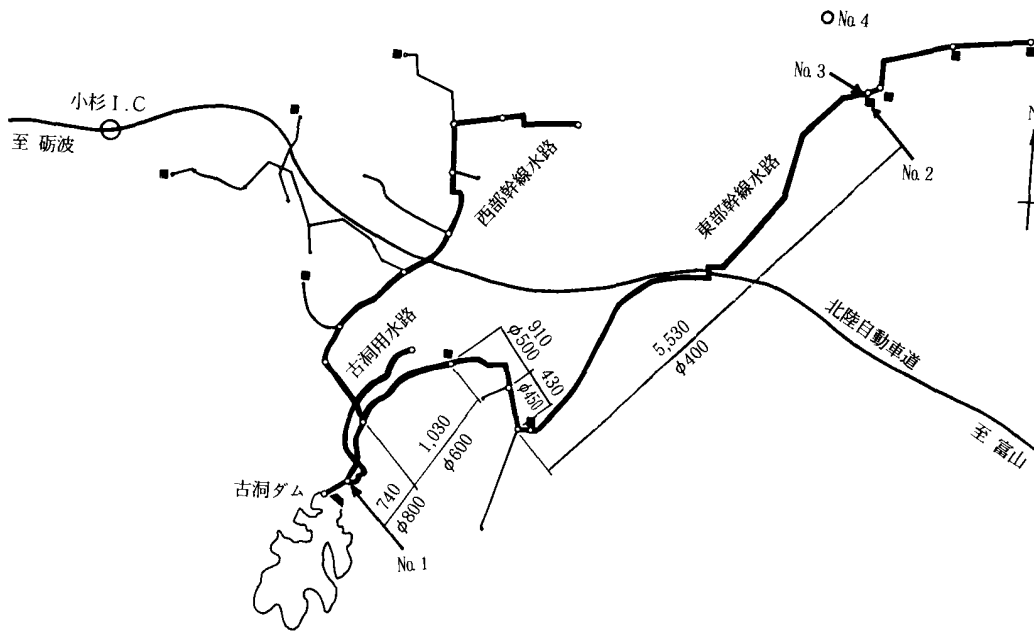 No. 4
No. 3
小杉 I.C
至 砺波
N
No. 2
西部幹線水路
東部幹線水路
北陸自動車道
5,530
φ400
910
φ500
430
φ450
古洞用水路
1,030
φ600
至 富山
古洞ダム
740
φ800
No. 1